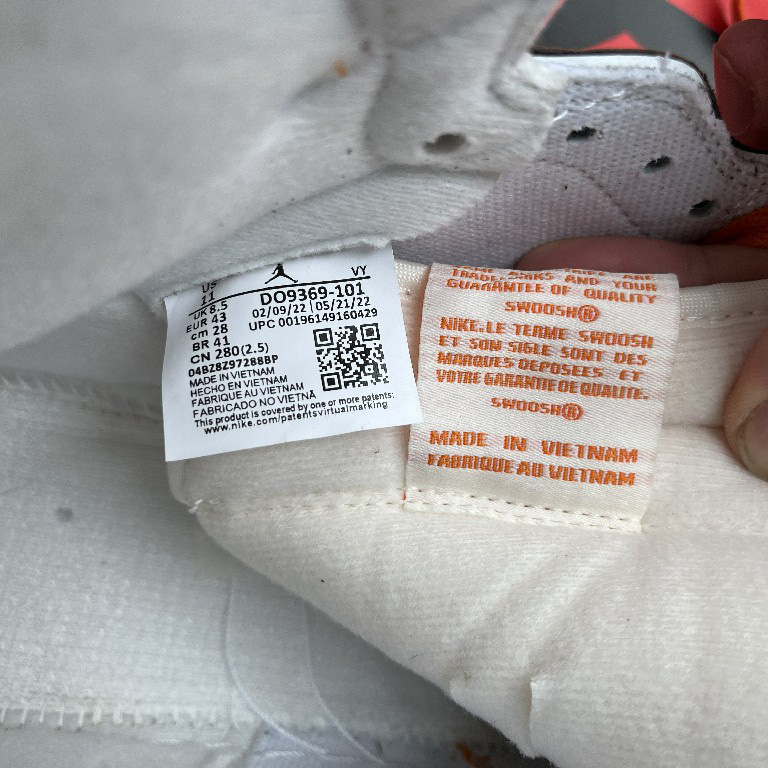 US VY
11 DO9369-101
UK 8.5 02/09/22 | 05/21/22
EUR 43 UPC 00196149160429
cm 28
BR 41
CN 280(2.5)
04BZ8Z97288BP
MADE IN VIETNAM
HECHO EN VIETNAM
FABRIQUE AU VIETNAM
FABRICADO NO VIETNÃ
This product is covered by one or more patents:
www.nike.com/patentsvirtualmarking
TRADEMARKS AND YOUR
GUARANTEE OF QUALITY
SWOOSH®
NIKE.LE TERME SWOOSH
ET SON SIGLE SONT DES
MARQUES DEPOSEES ET
VOTRE GARANTIE DE QUALITE.
SWOOSH®
MADE IN VIETNAM
FABRIQUE AU VIETNAM